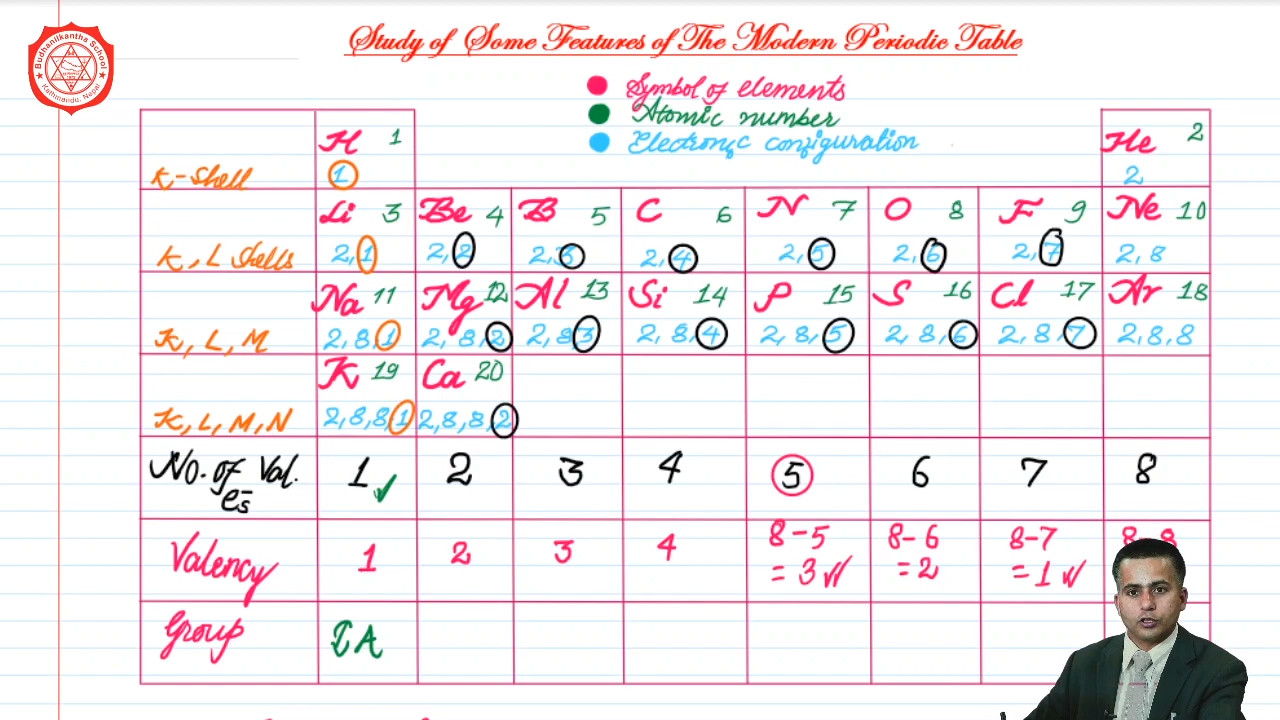 Budhanilkantha School
Kathmandu, Nepal
Study of Some Features of The Modern Periodic Table
Symbol of elements
Atomic number
Electronic configuration
H 1 He 2
K-Shell 1 2
Li 3 Be 4 B 5 C 6 N 7 O 8 F 9 Ne 10
K, L Shells 2,1 2,2 2,3 2,4 2,5 2,6 2,7 2,8
Na 11 Mg 12 Al 13 Si 14 P 15 S 16 Cl 17 Ar 18
K, L, M 2,8,1 2,8,2 2,8,3 2,8,4 2,8,5 2,8,6 2,8,7 2,8,8
K 19 Ca 20
K, L, M, N 2,8,8,1 2,8,8,2
No. of Val. 1 2 3 4 5 6 7 8
e̅s
Valency 1 2 3 4 8-5 8-6 8-7 8-8
= 3 = 2 = 1
Group IA